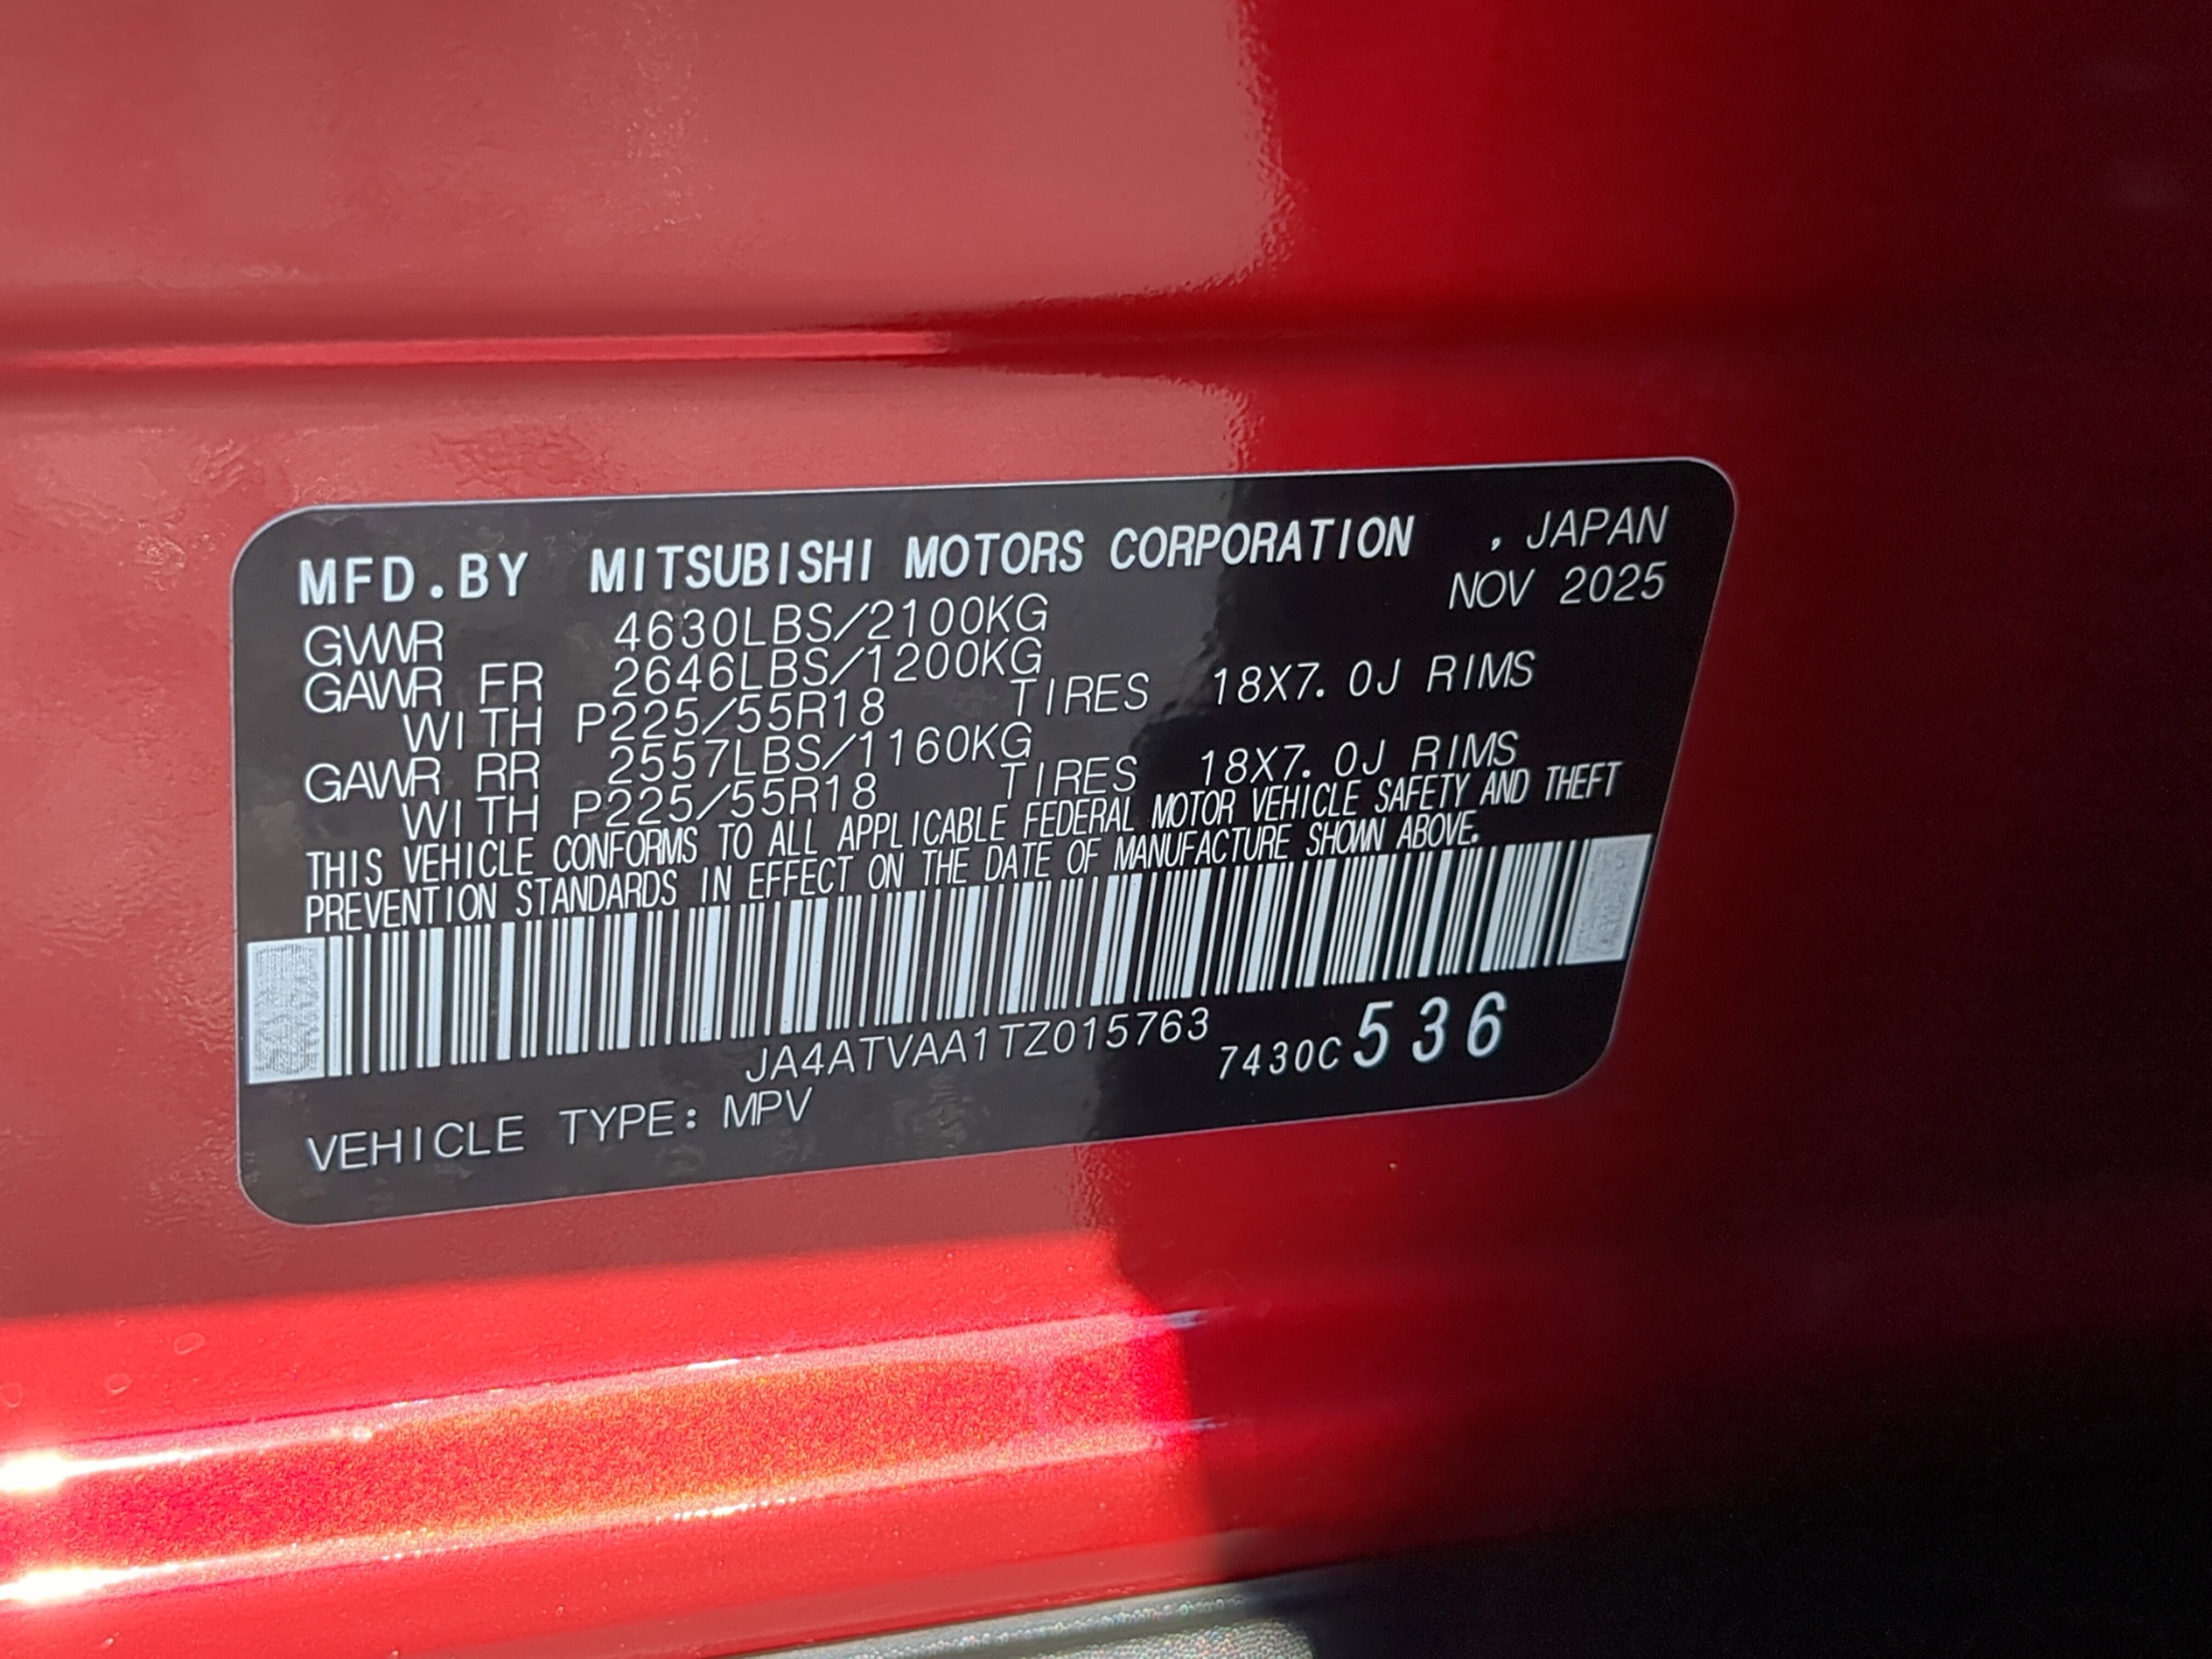 MFD.BY MITSUBISHI MOTORS CORPORATION , JAPAN
NOV 2025
GVWR 4630LBS/2100KG
GAWR FR 2646LBS/1200KG
WITH P225/55R18 TIRES 18X7.0J RIMS
GAWR RR 2557LBS/1160KG
WITH P225/55R18 TIRES 18X7.0J RIMS
THIS VEHICLE CONFORMS TO ALL APPLICABLE FEDERAL MOTOR VEHICLE SAFETY AND THEFT
PREVENTION STANDARDS IN EFFECT ON THE DATE OF MANUFACTURE SHOWN ABOVE.
JA4ATVAA1TZ015763
7430C536
VEHICLE TYPE: MPV